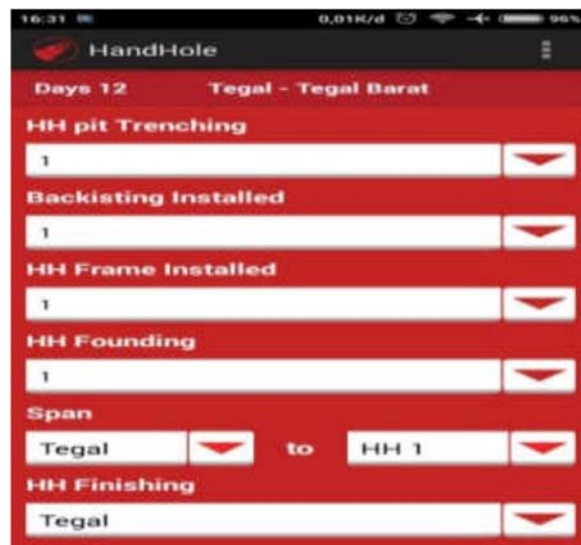 16:31 0,01K/d 96%
HandHole
Days 12 Tegal - Tegal Barat
HH pit Trenching
1
Backisting Installed
1
HH Frame Installed
1
HH Founding
1
Span
Tegal to HH 1
HH Finishing
Tegal